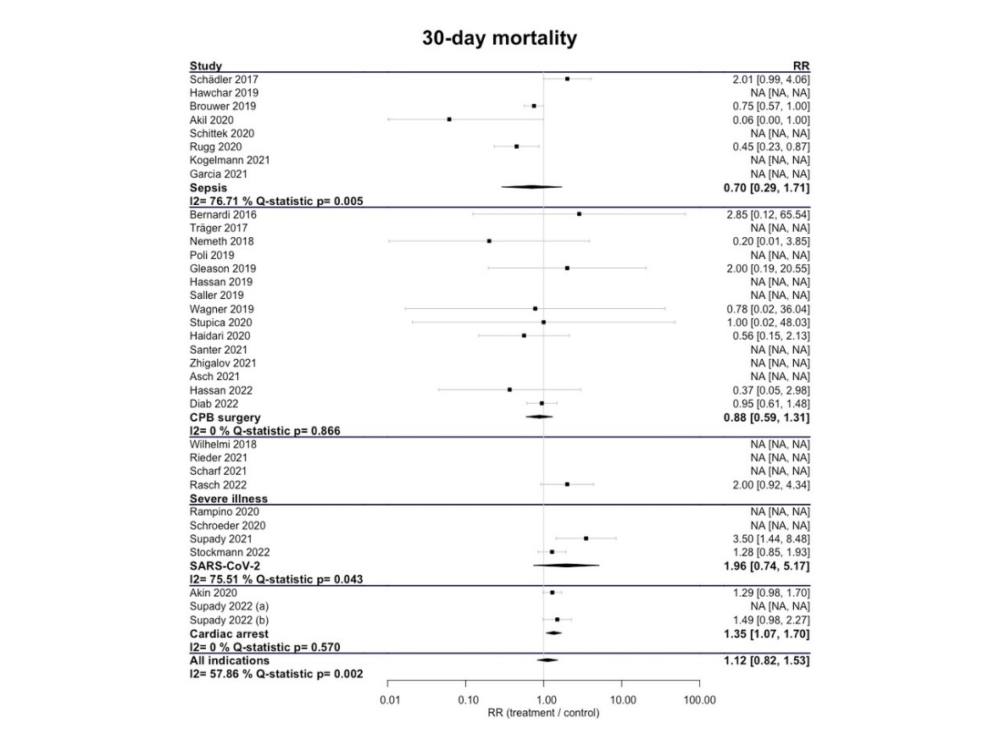 30-day mortality
Study RR
Schädler 2017 2.01 [0.99, 4.06]
Hawchar 2019 NA [NA, NA]
Brouwer 2019 0.75 [0.57, 1.00]
Akil 2020 0.06 [0.00, 1.00]
Schittek 2020 NA [NA, NA]
Rugg 2020 0.45 [0.23, 0.87]
Kogelmann 2021 NA [NA, NA]
Garcia 2021 NA [NA, NA]
Sepsis 0.70 [0.29, 1.71]
I2= 76.71 % Q-statistic p= 0.005
Bernardi 2016 2.85 [0.12, 65.54]
Träger 2017 NA [NA, NA]
Nemeth 2018 0.20 [0.01, 3.85]
Poli 2019 NA [NA, NA]
Gleason 2019 2.00 [0.19, 20.55]
Hassan 2019 NA [NA, NA]
Saller 2019 NA [NA, NA]
Wagner 2019 0.78 [0.02, 36.04]
Stupica 2020 1.00 [0.02, 48.03]
Haidari 2020 0.56 [0.15, 2.13]
Santer 2021 NA [NA, NA]
Zhigalov 2021 NA [NA, NA]
Asch 2021 NA [NA, NA]
Hassan 2022 0.37 [0.05, 2.98]
Diab 2022 0.95 [0.61, 1.48]
CPB surgery 0.88 [0.59, 1.31]
I2= 0 % Q-statistic p= 0.866
Wilhelmi 2018 NA [NA, NA]
Rieder 2021 NA [NA, NA]
Scharf 2021 NA [NA, NA]
Rasch 2022 2.00 [0.92, 4.34]
Severe illness
Rampino 2020 NA [NA, NA]
Schroeder 2020 NA [NA, NA]
Supady 2021 3.50 [1.44, 8.48]
Stockmann 2022 1.28 [0.85, 1.93]
SARS-CoV-2 1.96 [0.74, 5.17]
I2= 75.51 % Q-statistic p= 0.043
Akin 2020 1.29 [0.98, 1.70]
Supady 2022 (a) NA [NA, NA]
Supady 2022 (b) 1.49 [0.98, 2.27]
Cardiac arrest 1.35 [1.07, 1.70]
I2= 0 % Q-statistic p= 0.570
All indications 1.12 [0.82, 1.53]
I2= 57.86 % Q-statistic p= 0.002
0.01 0.10 1.00 10.00 100.00
RR (treatment / control)